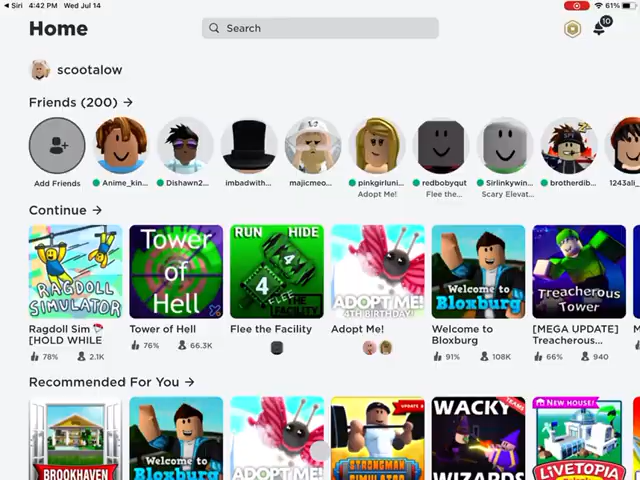 Siri 4:42 PM Wed Jul 14 61%
Home
Search
10
scootalow
Friends (200)
Add Friends Anime_kin... Dishawn2... imbadwith... majicmeo... pinkgirluni... redbobyqut Sirlinkywin... brotherdib... 1243ali_
Adopt Me! Flee the... Scary Elevat...
Continue
RAGDOLL SIMULATOR
Tower of Hell
RUN HIDE
4
4
FLEE THE FACILITY
ADOPT ME!
4TH BIRTHDAY!
Welcome to Bloxburg
Treacherous Tower
Ragdoll Sim
[HOLD WHILE
Tower of Hell
Flee the Facility
Adopt Me!
Welcome to
Bloxburg
[MEGA UPDATE]
Treacherous...
78% 2.1K
76% 66.3K
91% 108K
66% 940
Recommended For You
BROOKHAVEN
Welcome to
Bloxburg
ADOPT ME!
STRONGMAN
SIMULATOR
WACKY
WIZARDS
TEAMS
NEW HOUSE!
LIVETOPIA